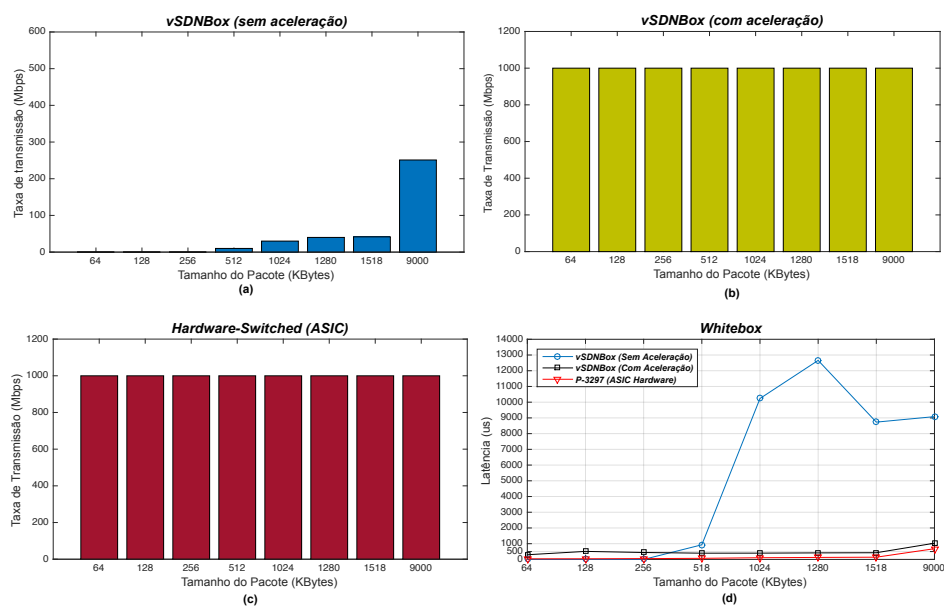 vSDNBox (sem aceleração)
600
500
400
300
200
100
0
Taxa de transmissão (Mbps)
64 128 256 512 1024 1280 1518 9000
Tamanho do Pacote (KBytes)
(a)
vSDNBox (com aceleração)
1200
1000
800
600
400
200
0
Taxa de Transmissão (Mbps)
64 128 256 512 1024 1280 1518 9000
Tamanho do Pacote (KBytes)
(b)
Hardware-Switched (ASIC)
1200
1000
800
600
400
200
0
Taxa de Transmissão (Mbps)
64 128 256 512 1024 1280 1518 9000
Tamanho do Pacote (KBytes)
(c)
Whitebox
14000
13000
12000
11000
10000
9000
8000
7000
6000
5000
4000
3000
2000
1000
500
0
Latência (us)
vSDNBox (Sem Aceleração)
vSDNBox (Com Aceleração)
P-3297 (ASIC Hardware)
64 128 256 518 1024 1280 1518 9000
Tamanho do Pacote (KBytes)
(d)